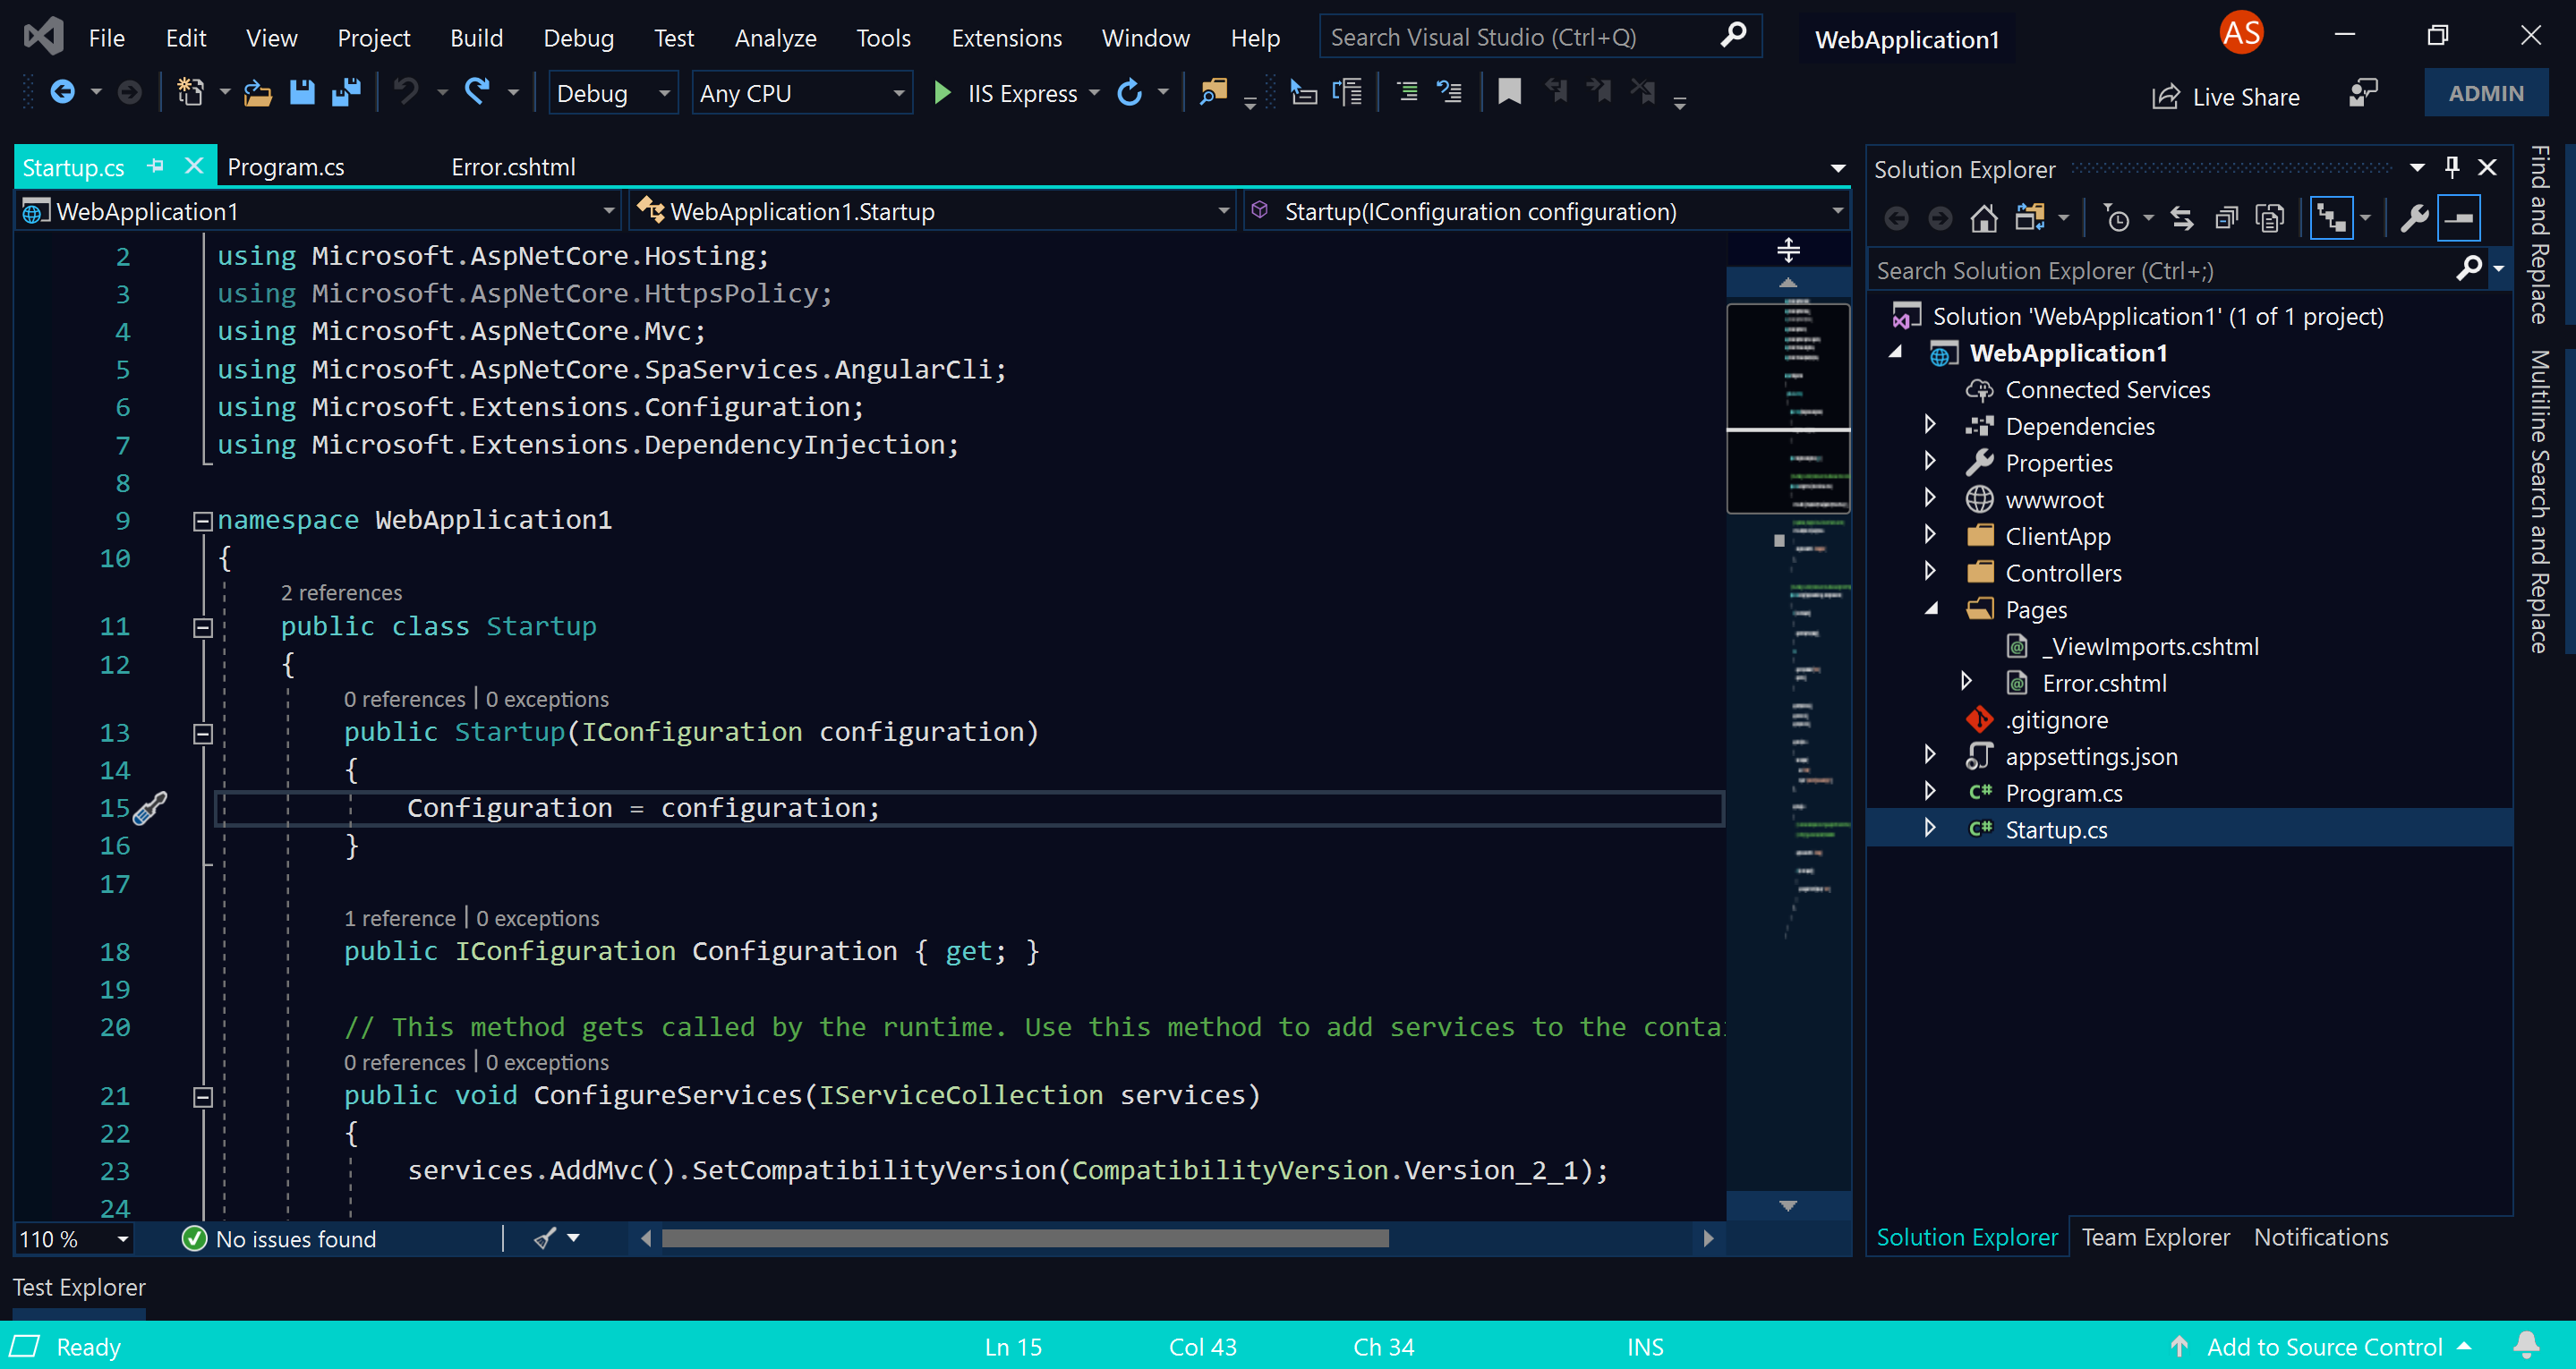 File Edit View Project Build Debug Test Analyze Tools Extensions Window Help Search Visual Studio (Ctrl+Q) WebApplication1 AS
Debug Any CPU IIS Express Live Share ADMIN
Startup.cs Program.cs Error.cshtml
WebApplication1 WebApplication1.Startup Startup(IConfiguration configuration)
2 using Microsoft.AspNetCore.Hosting;
3 using Microsoft.AspNetCore.HttpsPolicy;
4 using Microsoft.AspNetCore.Mvc;
5 using Microsoft.AspNetCore.SpaServices.AngularCli;
6 using Microsoft.Extensions.Configuration;
7 using Microsoft.Extensions.DependencyInjection;
8
9 namespace WebApplication1
10 {
2 references
11 public class Startup
12 {
0 references | 0 exceptions
13 public Startup(IConfiguration configuration)
14 {
15 Configuration = configuration;
16 }
17
1 reference | 0 exceptions
18 public IConfiguration Configuration { get; }
19
20 // This method gets called by the runtime. Use this method to add services to the contai
0 references | 0 exceptions
21 public void ConfigureServices(IServiceCollection services)
22 {
23 services.AddMvc().SetCompatibilityVersion(CompatibilityVersion.Version_2_1);
24
110 % No issues found
Solution Explorer
Search Solution Explorer (Ctrl+;)
Solution 'WebApplication1' (1 of 1 project)
WebApplication1
Connected Services
Dependencies
Properties
wwwroot
ClientApp
Controllers
Pages
_ViewImports.cshtml
Error.cshtml
.gitignore
appsettings.json
C# Program.cs
C# Startup.cs
Solution Explorer Team Explorer Notifications
Find and Replace
Multiline Search and Replace
Test Explorer
Ready Ln 15 Col 43 Ch 34 INS Add to Source Control